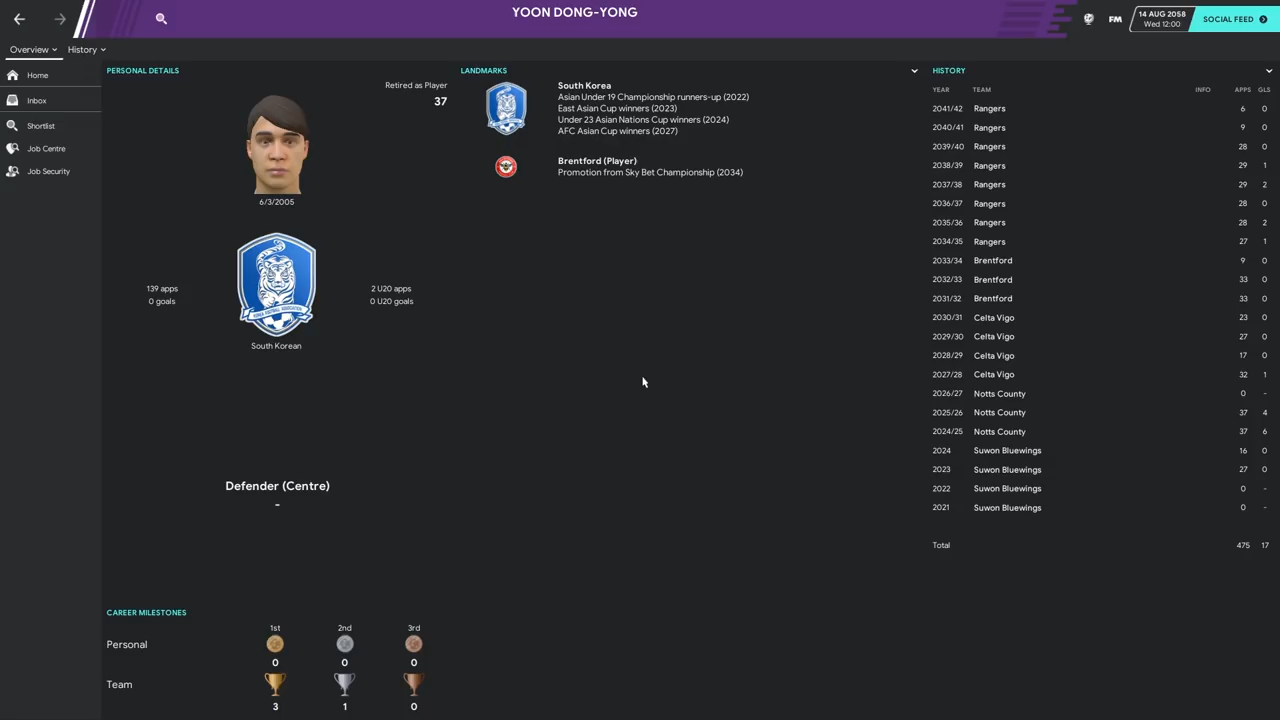 YOON DONG-YONG
FM
14 AUG 2058
Wed 12:00
SOCIAL FEED
Overview
History
Home
Inbox
Shortlist
Job Centre
Job Security
PERSONAL DETAILS
Retired as Player
37
6/3/2005
139 apps
0 goals
2 U20 apps
0 U20 goals
KOREA FOOTBALL ASSOCIATION
South Korean
Defender (Centre)
-
CAREER MILESTONES
1st 2nd 3rd
Personal
0 0 0
Team
3 1 0
LANDMARKS
South Korea
Asian Under 19 Championship runners-up (2022)
East Asian Cup winners (2023)
Under 23 Asian Nations Cup winners (2024)
AFC Asian Cup winners (2027)
Brentford (Player)
Promotion from Sky Bet Championship (2034)
HISTORY
YEAR TEAM INFO APPS GLS
2041/42 Rangers 6 0
2040/41 Rangers 9 0
2039/40 Rangers 28 0
2038/39 Rangers 29 1
2037/38 Rangers 29 2
2036/37 Rangers 28 0
2035/36 Rangers 28 2
2034/35 Rangers 27 1
2033/34 Brentford 9 0
2032/33 Brentford 33 0
2031/32 Brentford 33 0
2030/31 Celta Vigo 23 0
2029/30 Celta Vigo 27 0
2028/29 Celta Vigo 17 0
2027/28 Celta Vigo 32 1
2026/27 Notts County 0 -
2025/26 Notts County 37 4
2024/25 Notts County 37 6
2024 Suwon Bluewings 16 0
2023 Suwon Bluewings 27 0
2022 Suwon Bluewings 0 -
2021 Suwon Bluewings 0 -
Total 475 17